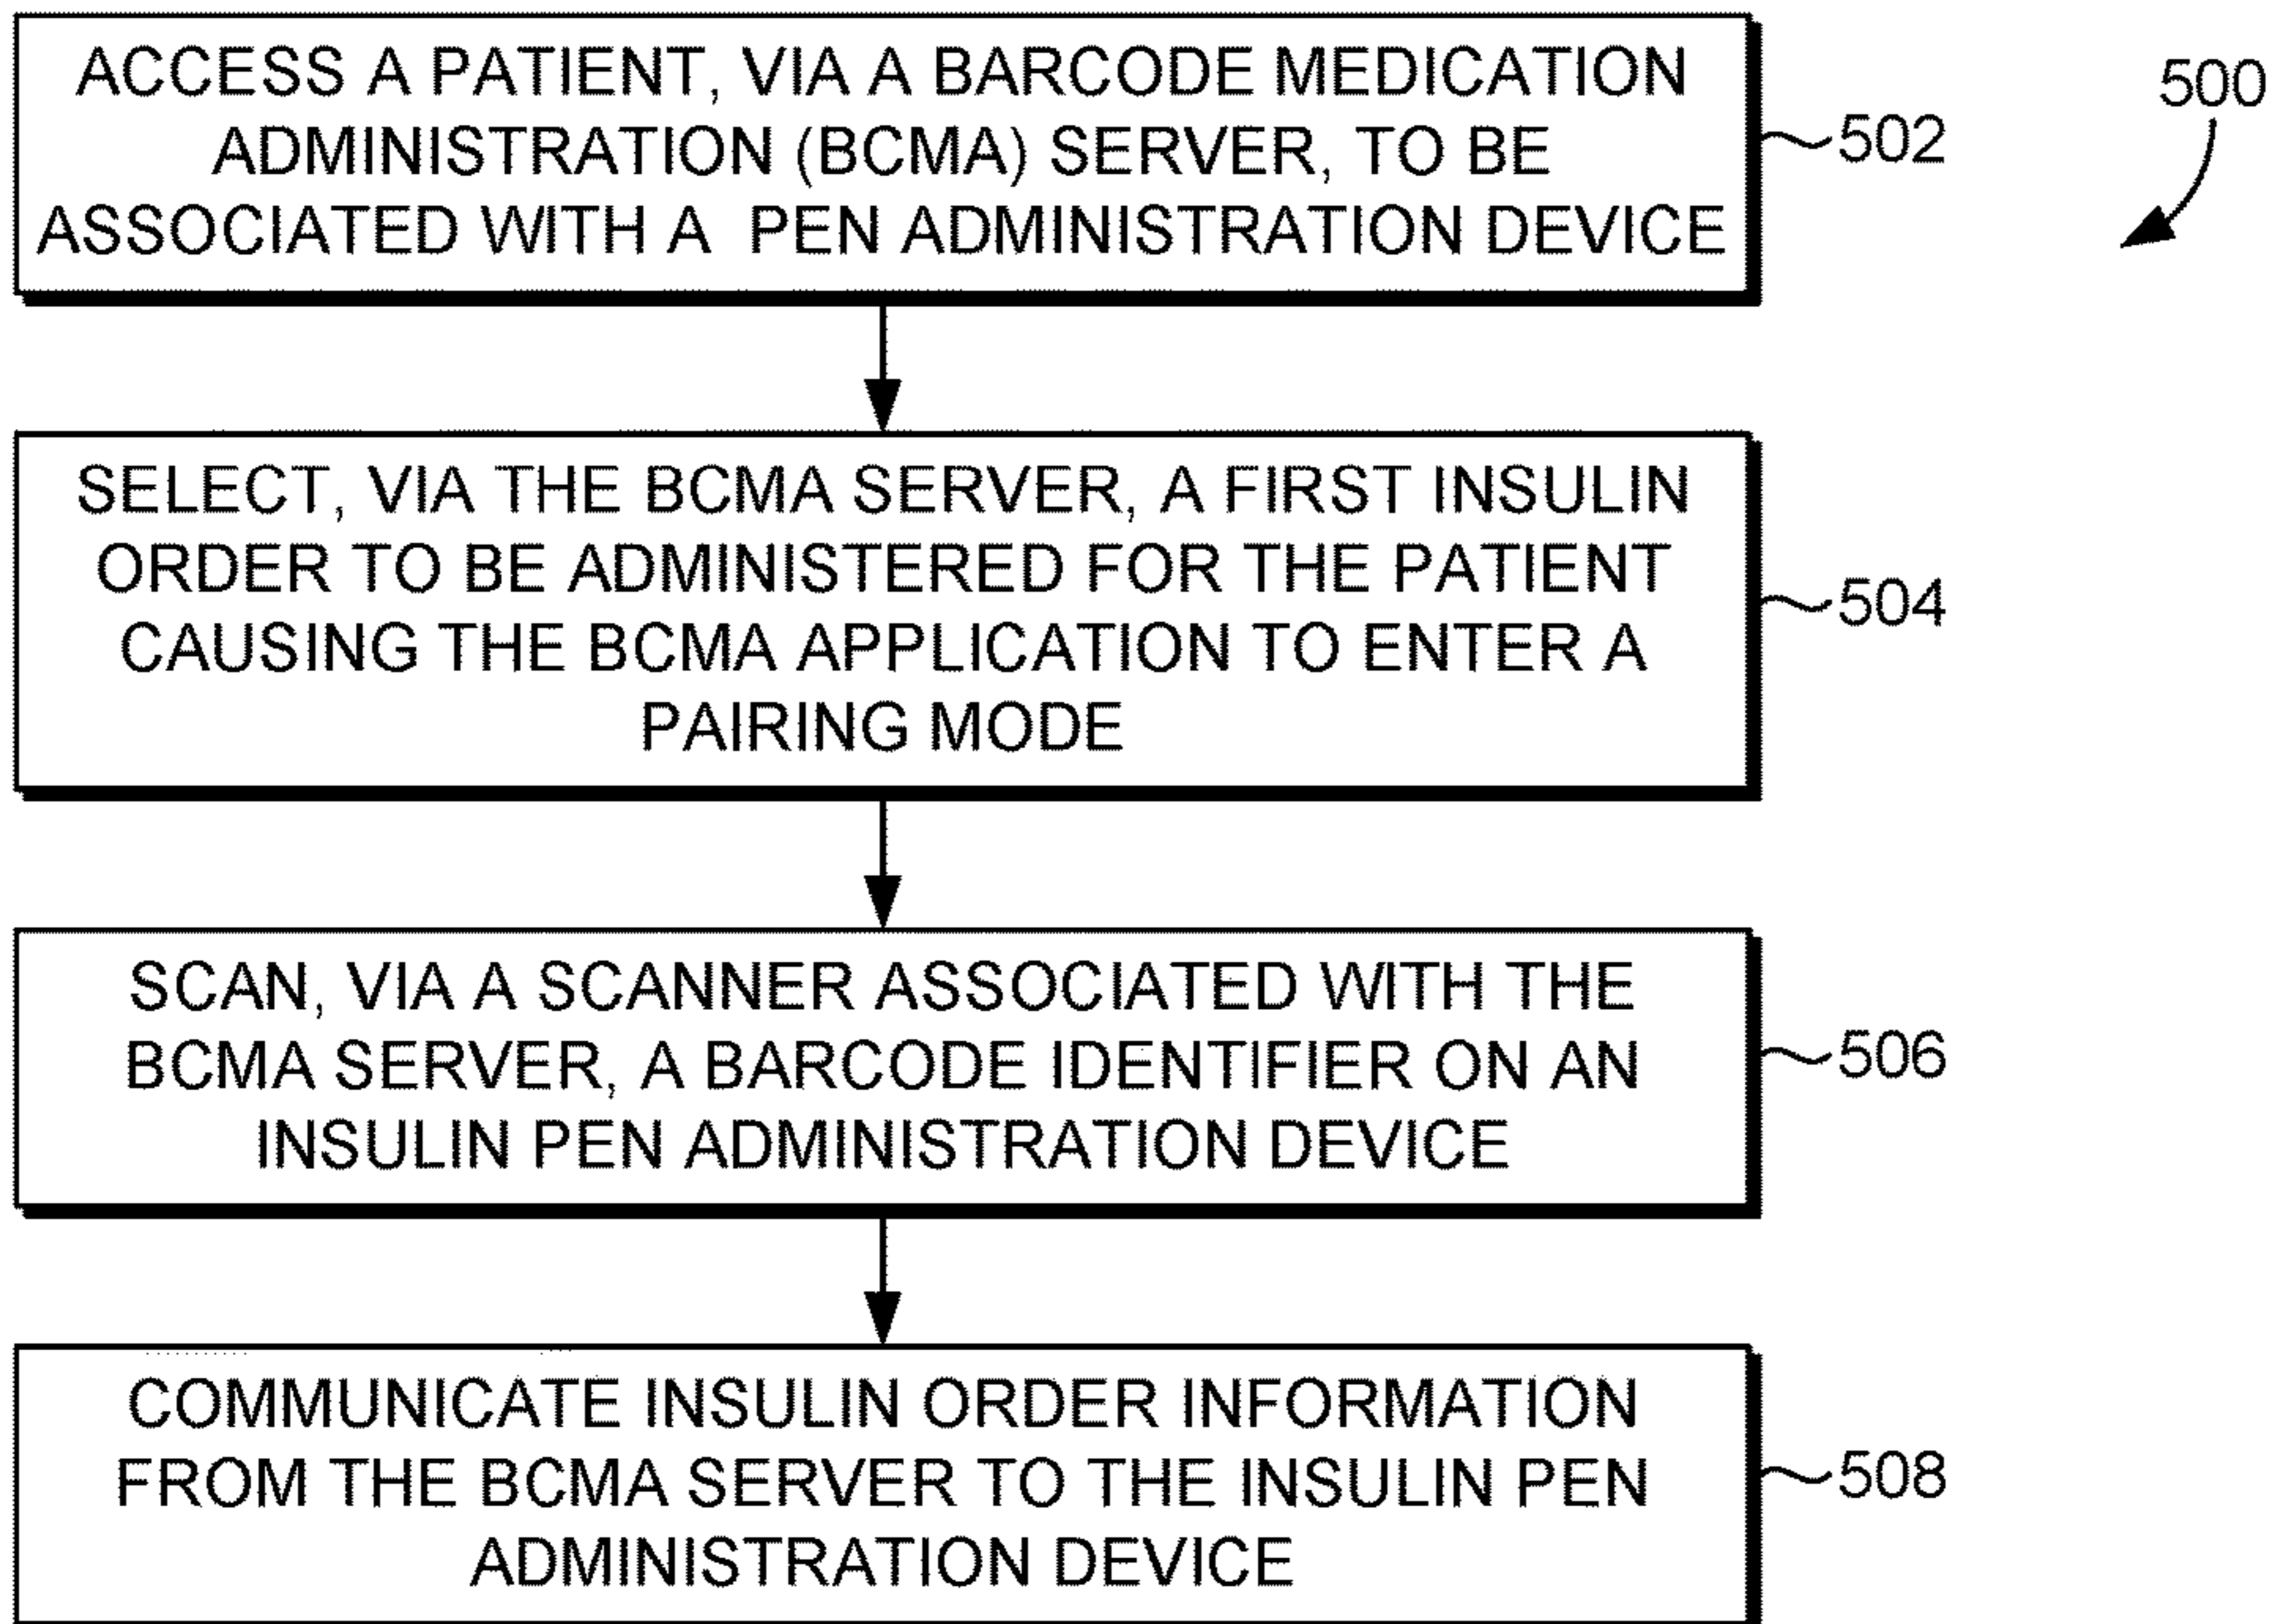 ACCESS A PATIENT, VIA A BARCODE MEDICATION
ADMINISTRATION (BCMA) SERVER, TO BE
ASSOCIATED WITH A PEN ADMINISTRATION DEVICE
502
500
SELECT, VIA THE BCMA SERVER, A FIRST INSULIN
ORDER TO BE ADMINISTERED FOR THE PATIENT
CAUSING THE BCMA APPLICATION TO ENTER A
PAIRING MODE
504
SCAN, VIA A SCANNER ASSOCIATED WITH THE
BCMA SERVER, A BARCODE IDENTIFIER ON AN
INSULIN PEN ADMINISTRATION DEVICE
506
COMMUNICATE INSULIN ORDER INFORMATION
FROM THE BCMA SERVER TO THE INSULIN PEN
ADMINISTRATION DEVICE
508